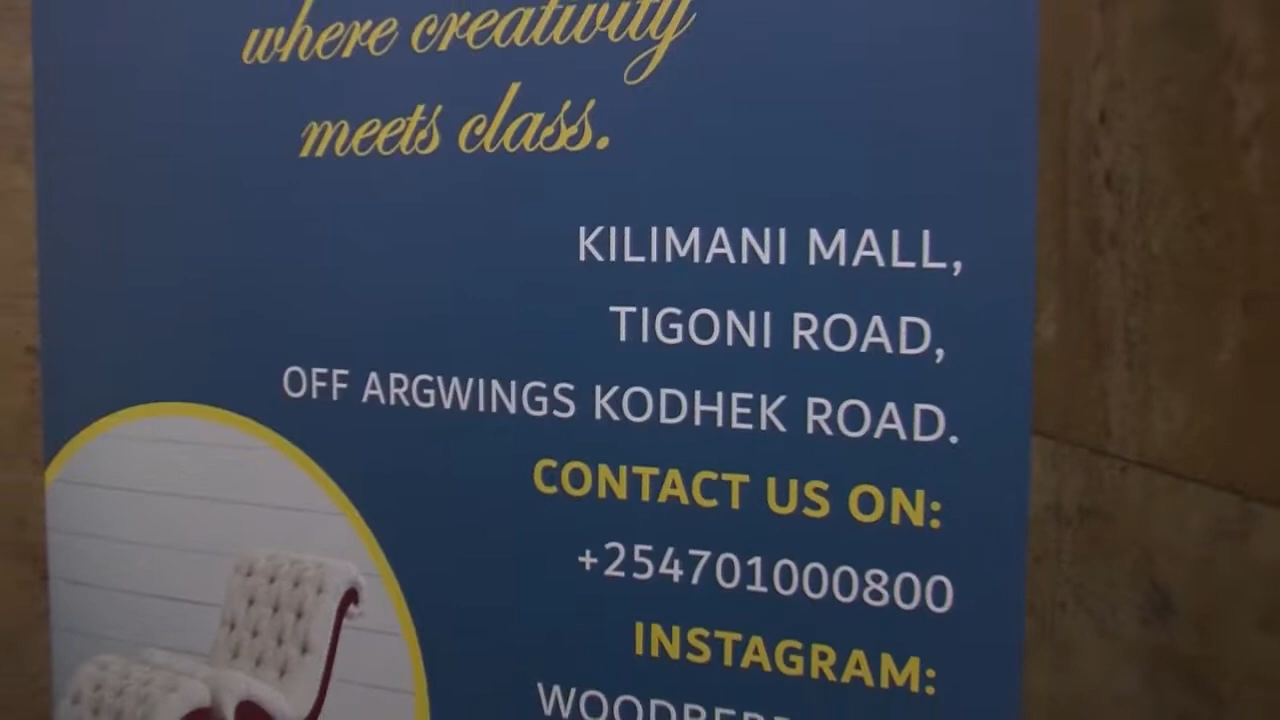 where creativity
meets class.
KILIMANI MALL,
TIGONI ROAD,
OFF ARGWINGS KODHEK ROAD.
CONTACT US ON:
+254701000800
INSTAGRAM: